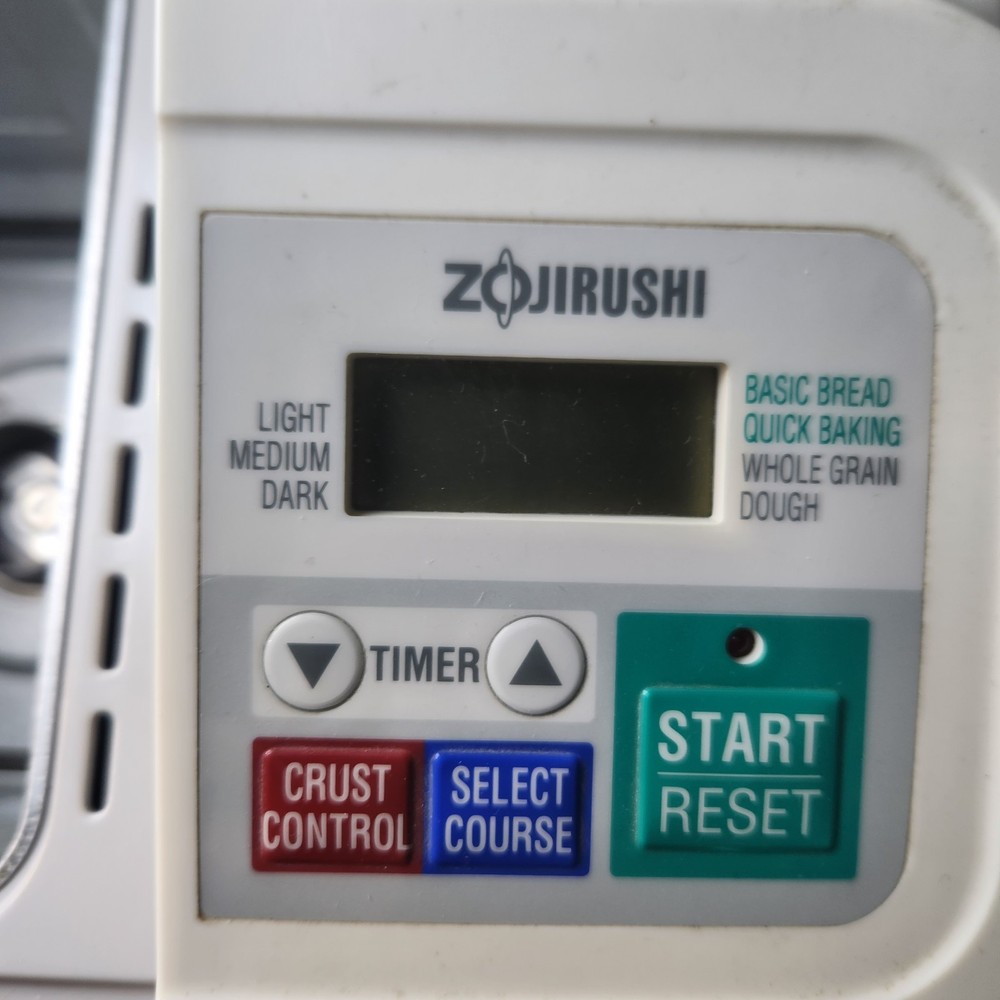 ZOJIRUSHI
LIGHT
MEDIUM
DARK
BASIC BREAD
QUICK BAKING
WHOLE GRAIN
DOUGH
TIMER
CRUST
CONTROL
SELECT
COURSE
START
RESET